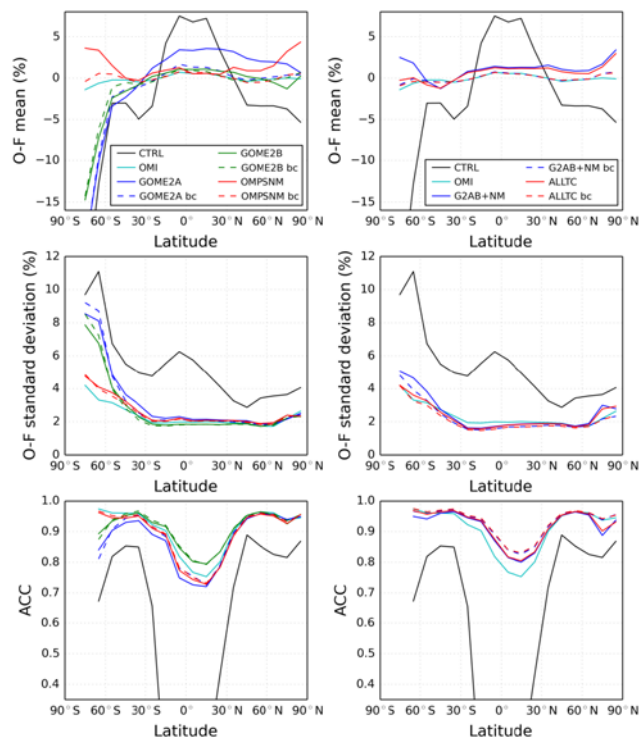 O-F mean (%)
5
0
−5
−10
−15
CTRL
OMI
GOME2A
GOME2A bc
GOME2B
GOME2B bc
OMPSNM
OMPSNM bc
90°S 60°S 30°S 0° 30°N 60°N 90°N
Latitude
O-F mean (%)
5
0
−5
−10
−15
CTRL
OMI
G2AB+NM
G2AB+NM bc
ALLTC
ALLTC bc
90°S 60°S 30°S 0° 30°N 60°N 90°N
Latitude
O-F standard deviation (%)
12
10
8
6
4
2
0
90°S 60°S 30°S 0° 30°N 60°N 90°N
Latitude
O-F standard deviation (%)
12
10
8
6
4
2
0
90°S 60°S 30°S 0° 30°N 60°N 90°N
Latitude
ACC
1.0
0.9
0.8
0.7
0.6
0.5
0.4
90°S 60°S 30°S 0° 30°N 60°N 90°N
Latitude
ACC
1.0
0.9
0.8
0.7
0.6
0.5
0.4
90°S 60°S 30°S 0° 30°N 60°N 90°N
Latitude